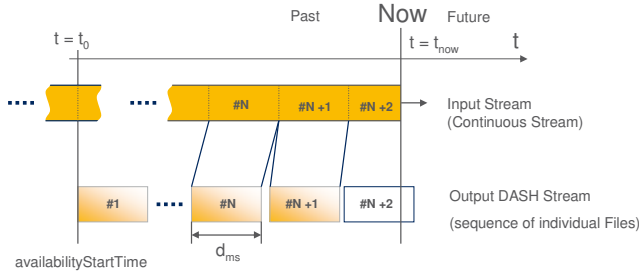 Past
Now
Future
t = t0
t = tnow
t
#N
#N +1
#N +2
Input Stream
(Continuous Stream)
#1
#N
#N +1
#N +2
Output DASH Stream
(sequence of individual Files)
dms
availabilityStartTime